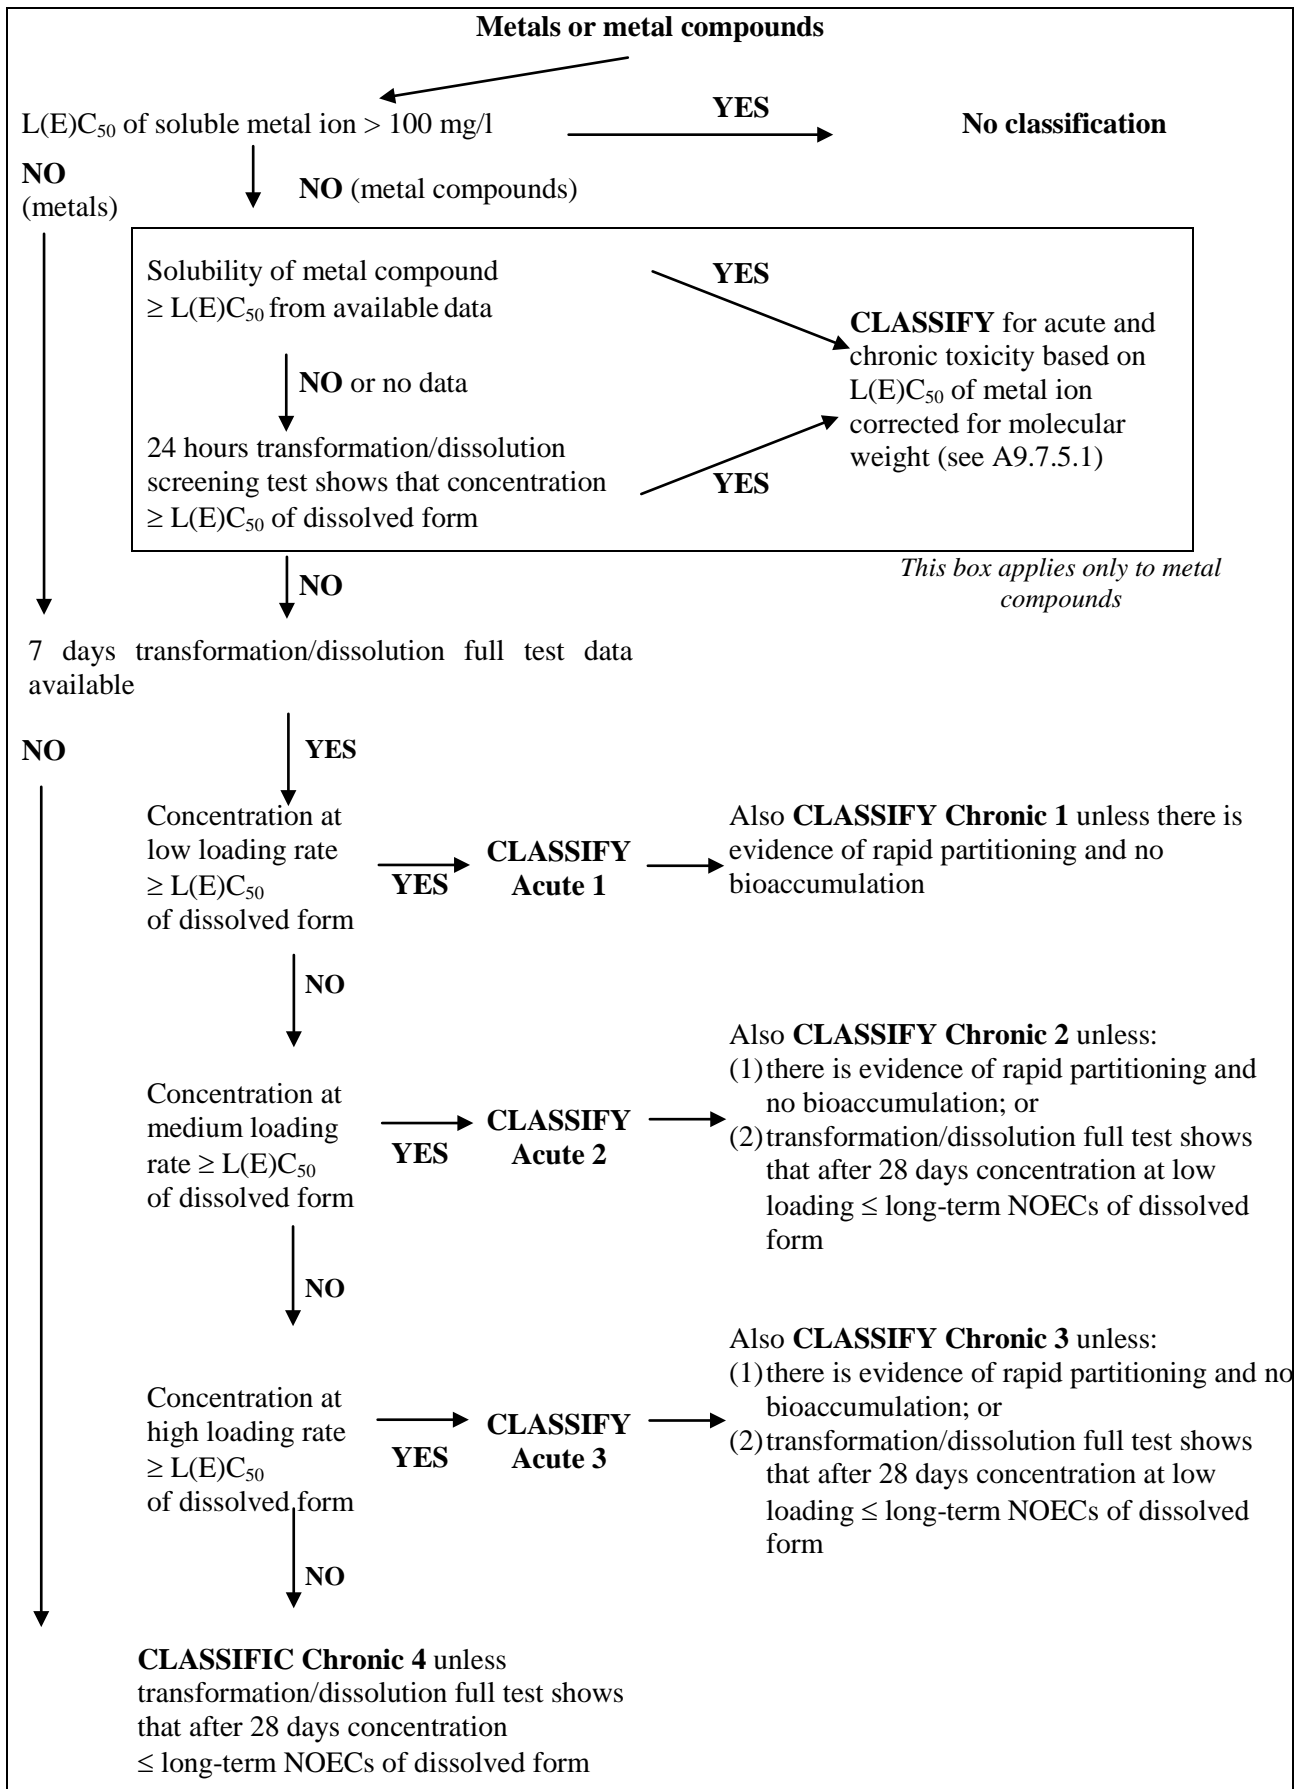 Metals or metal compounds
L(E)C50 of soluble metal ion > 100 mg/l
YES
No classification
NO
(metals)
NO (metal compounds)
Solubility of metal compound
≥ L(E)C50 from available data
YES
CLASSIFY for acute and
chronic toxicity based on
L(E)C50 of metal ion
corrected for molecular
weight (see A9.7.5.1)
NO or no data
24 hours transformation/dissolution
screening test shows that concentration
≥ L(E)C50 of dissolved form
YES
This box applies only to metal
compounds
NO
7 days transformation/dissolution full test data
available
NO
YES
Concentration at
low loading rate
≥ L(E)C50
of dissolved form
YES
CLASSIFY
Acute 1
Also CLASSIFY Chronic 1 unless there is
evidence of rapid partitioning and no
bioaccumulation
NO
Concentration at
medium loading
rate ≥ L(E)C50
of dissolved form
YES
CLASSIFY
Acute 2
Also CLASSIFY Chronic 2 unless:
(1) there is evidence of rapid partitioning and
no bioaccumulation; or
(2) transformation/dissolution full test shows
that after 28 days concentration at low
loading ≤ long-term NOECs of dissolved
form
NO
Concentration at
high loading rate
≥ L(E)C50
of dissolved form
YES
CLASSIFY
Acute 3
Also CLASSIFY Chronic 3 unless:
(1) there is evidence of rapid partitioning and no
bioaccumulation; or
(2) transformation/dissolution full test shows
that after 28 days concentration at low
loading ≤ long-term NOECs of dissolved
form
NO
CLASSIFIC Chronic 4 unless
transformation/dissolution full test shows
that after 28 days concentration
≤ long-term NOECs of dissolved form